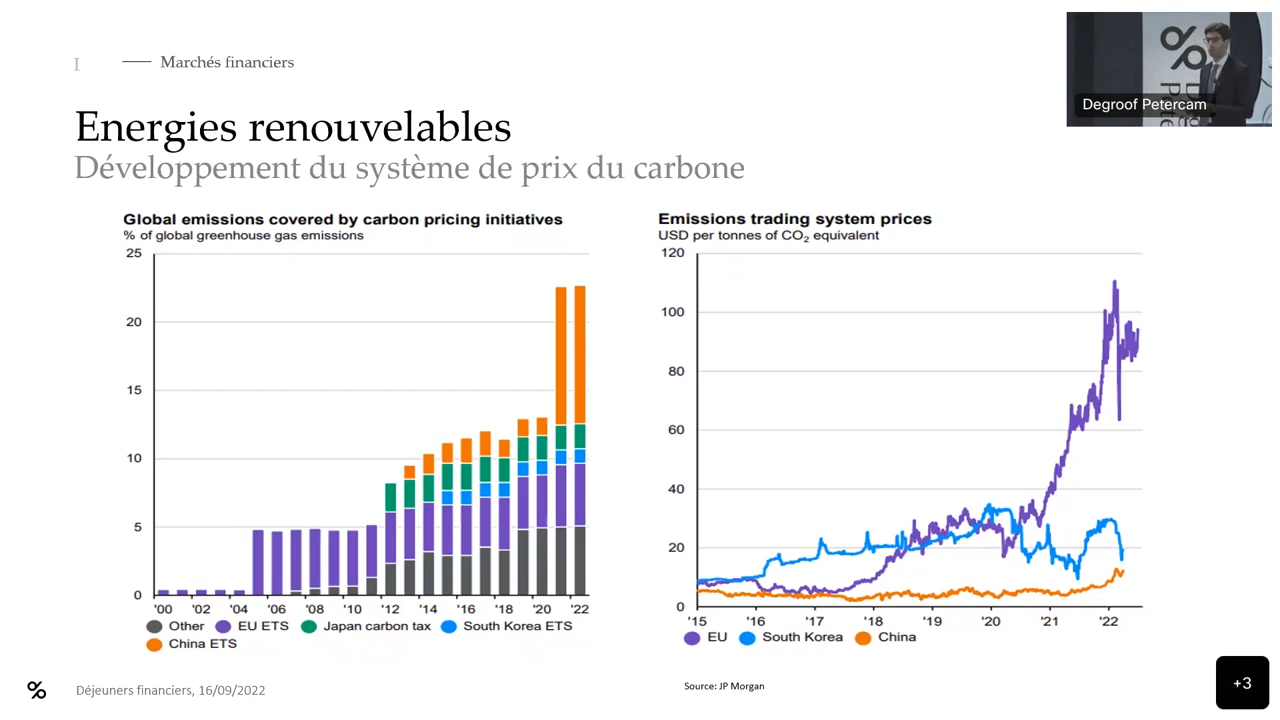 I
Marchés financiers
Degroof Petercam
Energies renouvelables
Développement du système de prix du carbone
Global emissions covered by carbon pricing initiatives
% of global greenhouse gas emissions
25
20
15
10
5
0
'00 '02 '04 '06 '08 '10 '12 '14 '16 '18 '20 '22
Other EU ETS Japan carbon tax South Korea ETS
China ETS
Emissions trading system prices
USD per tonnes of CO₂ equivalent
120
100
80
60
40
20
0
'15 '16 '17 '18 '19 '20 '21 '22
EU South Korea China
Déjeuners financiers, 16/09/2022
Source: JP Morgan
+3